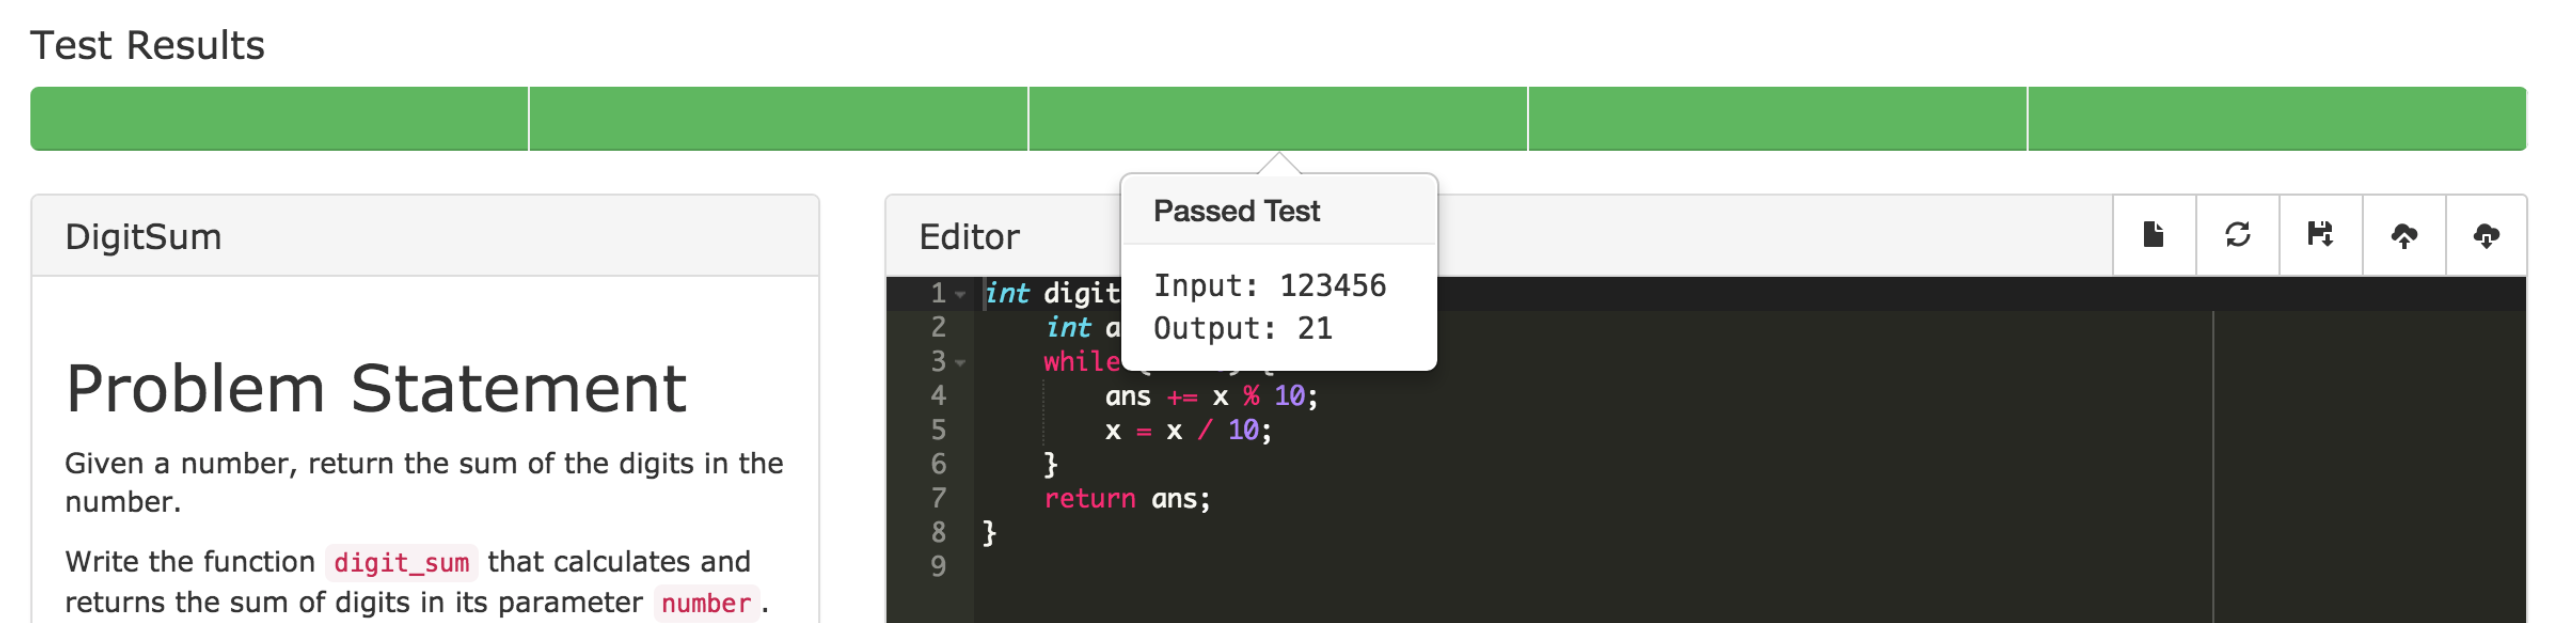 Test Results
DigitSum
Problem Statement
Given a number, return the sum of the digits in the
number.
Write the function digit_sum that calculates and
returns the sum of digits in its parameter number.
Editor
Passed Test
Input: 123456
Output: 21
1 int digit
2 int a
3 while
4 ans += x % 10;
5 x = x / 10;
6 }
7 return ans;
8 }
9